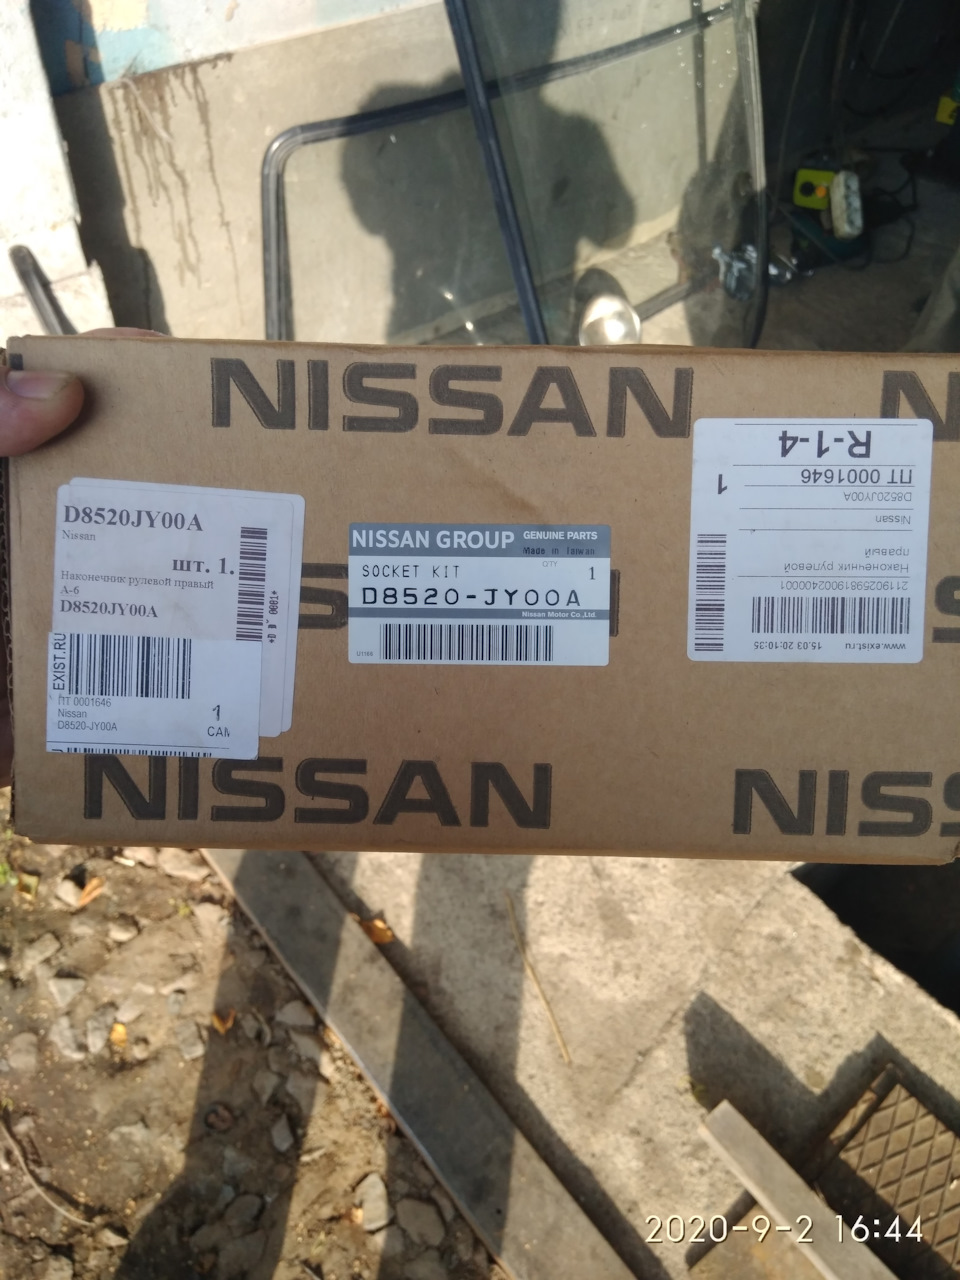 NISSAN
D8520JY00A
Nissan
шт. 1.
Наконечник рулевой правый
А-6
D8520JY00A
EXIST.RU
ПТ 0001646
Nissan
D8520-JY00A
1
САМ
NISSAN GROUP GENUINE PARTS
Made in Taiwan
SOCKET KIT
QTY
1
D8520-JY00A
Nissan Motor Co.,Ltd.
R-1-4
ПТ 0001646
1
D8520JY00A
Nissan
Наконечник рулевой
правый
2119025981900240001
www.exist.ru 15.03 20:10:35
NISSAN
NIS
2020-9-2 16:44